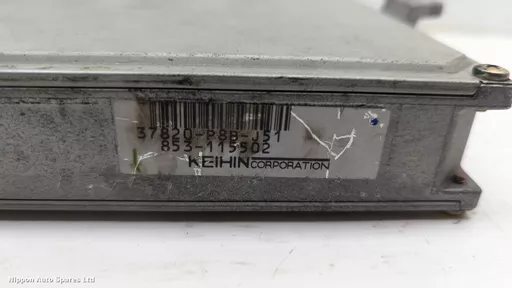 37820-P8B-J51
853-115502
KEIHIN CORPORATION
Nippon Auto Spares Ltd